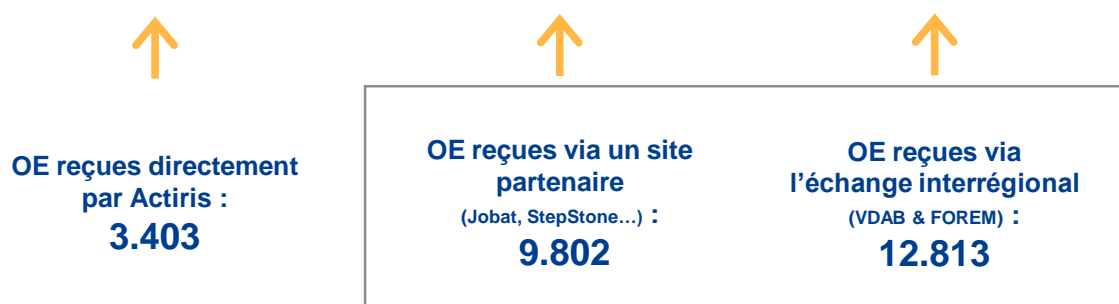 OE reçues directement
par Actiris :
3.403
OE reçues via un site
partenaire
(Jobat, StepStone…) :
9.802
OE reçues via
l’échange interrégional
(VDAB & FOREM) :
12.813